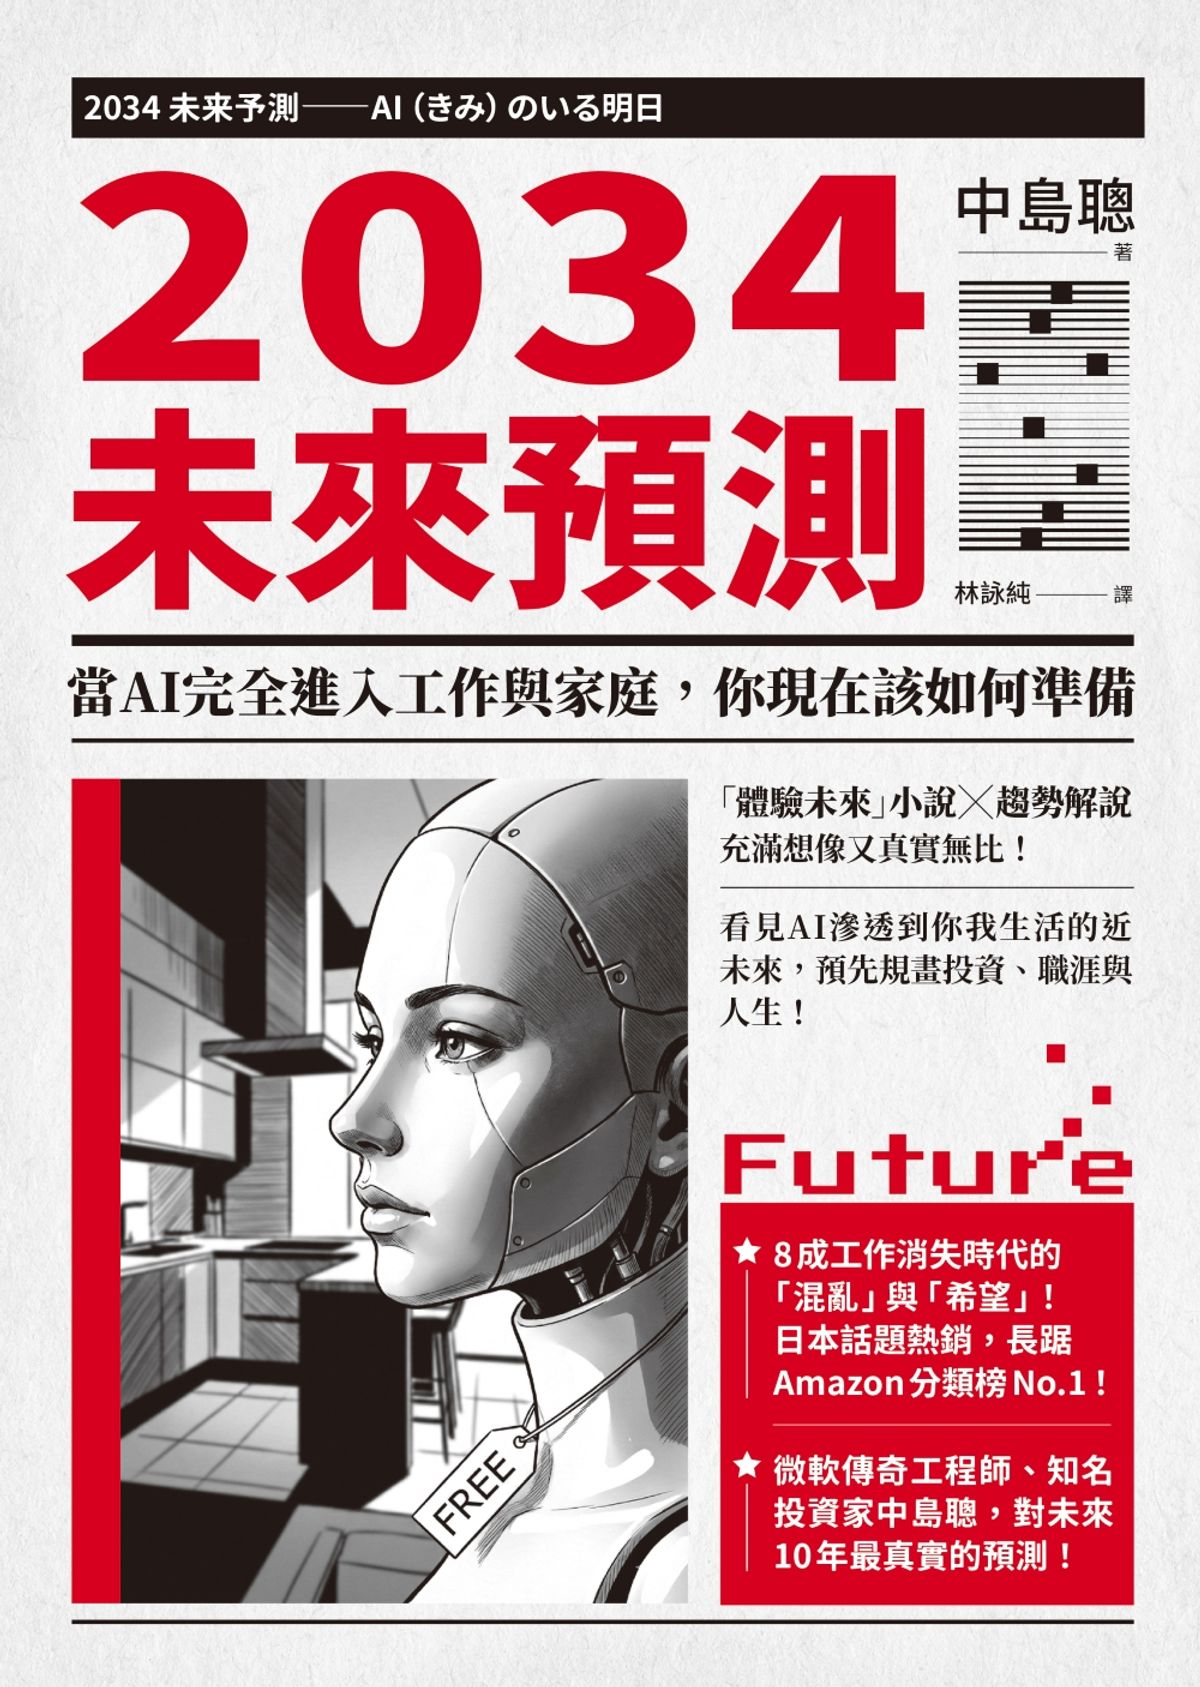 2034 未来予測——AI（きみ）のいる明日
2034
未來預測
中島聰
著
林詠純 譯
當AI完全進入工作與家庭，你現在該如何準備
「體驗未來」小說╳趨勢解說
充滿想像又真實無比！
看見AI滲透到你我生活的近
未來，預先規畫投資、職涯與
人生！
Future
★ 8成工作消失時代的
「混亂」與「希望」！
日本話題熱銷，長踞
Amazon分類榜No.1！
★ 微軟傳奇工程師、知名
投資家中島聰，對未來
10年最真實的預測！
FREE